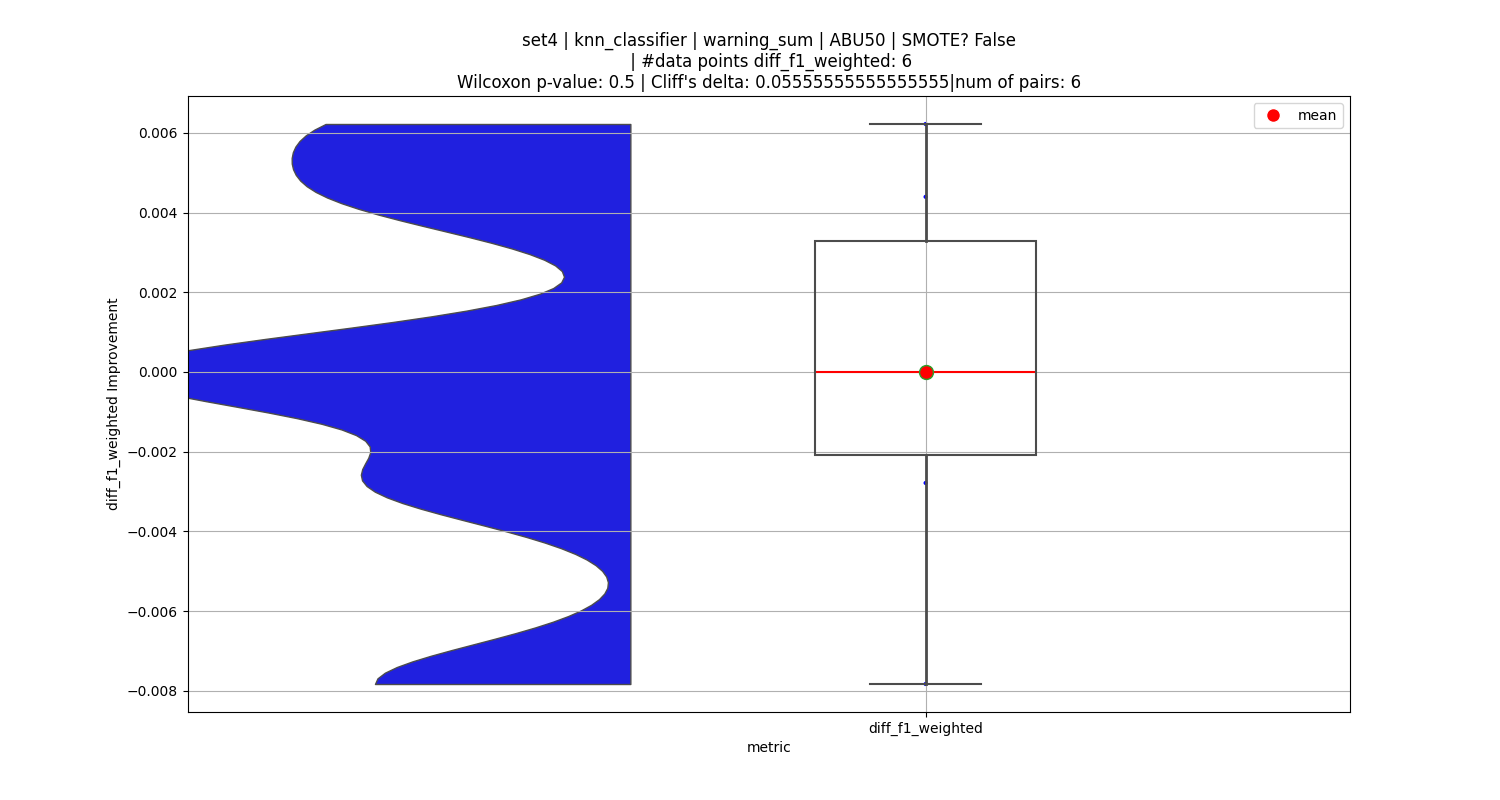 set4 | knn_classifier | warning_sum | ABU50 | SMOTE? False
| #data points diff_f1_weighted: 6
Wilcoxon p-value: 0.5 | Cliff's delta: 0.05555555555555555|num of pairs: 6
mean
0.006
0.004
0.002
0.000
−0.002
−0.004
−0.006
−0.008
diff_f1_weighted Improvement
diff_f1_weighted
metric